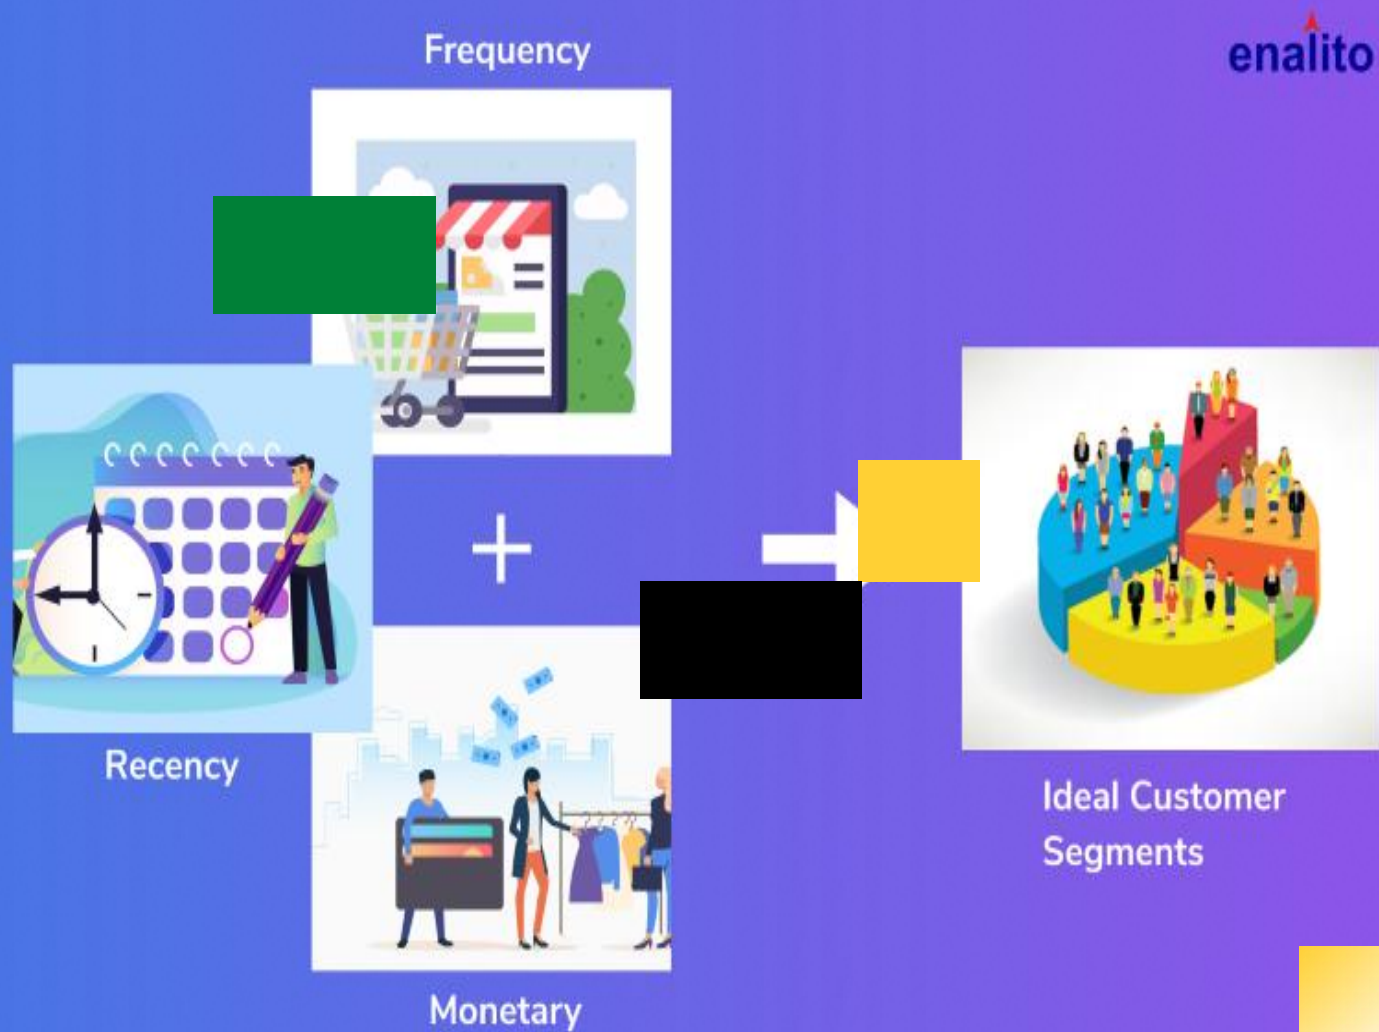 Frequency
enalito
Recency
Ideal Customer
Segments
Monetary